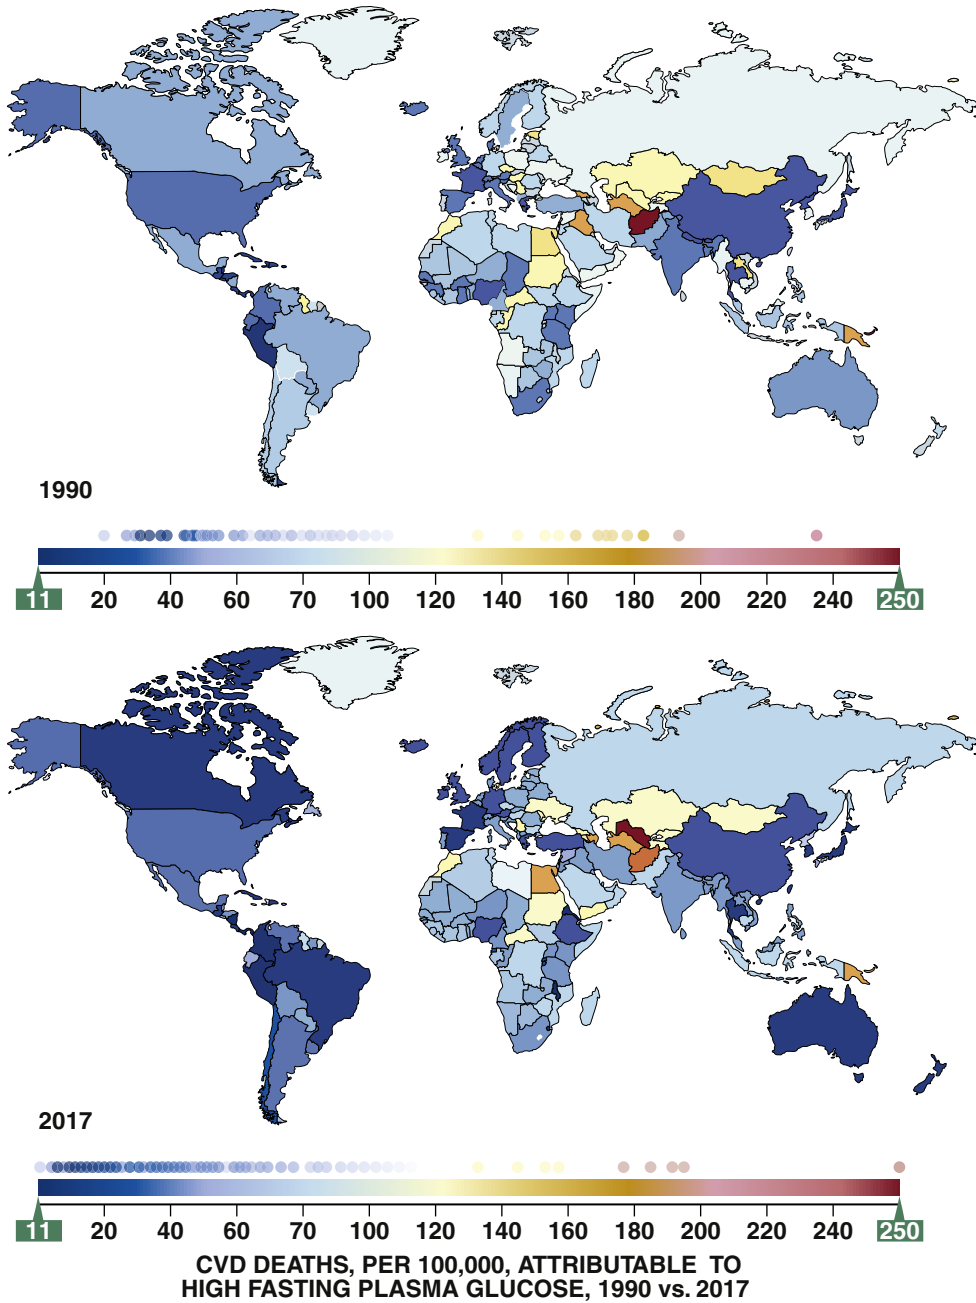 1990
11 20 40 60 70 100 120 140 160 180 200 220 240 250
2017
11 20 40 60 70 100 120 140 160 180 200 220 240 250
CVD DEATHS, PER 100,000, ATTRIBUTABLE TO
HIGH FASTING PLASMA GLUCOSE, 1990 vs. 2017